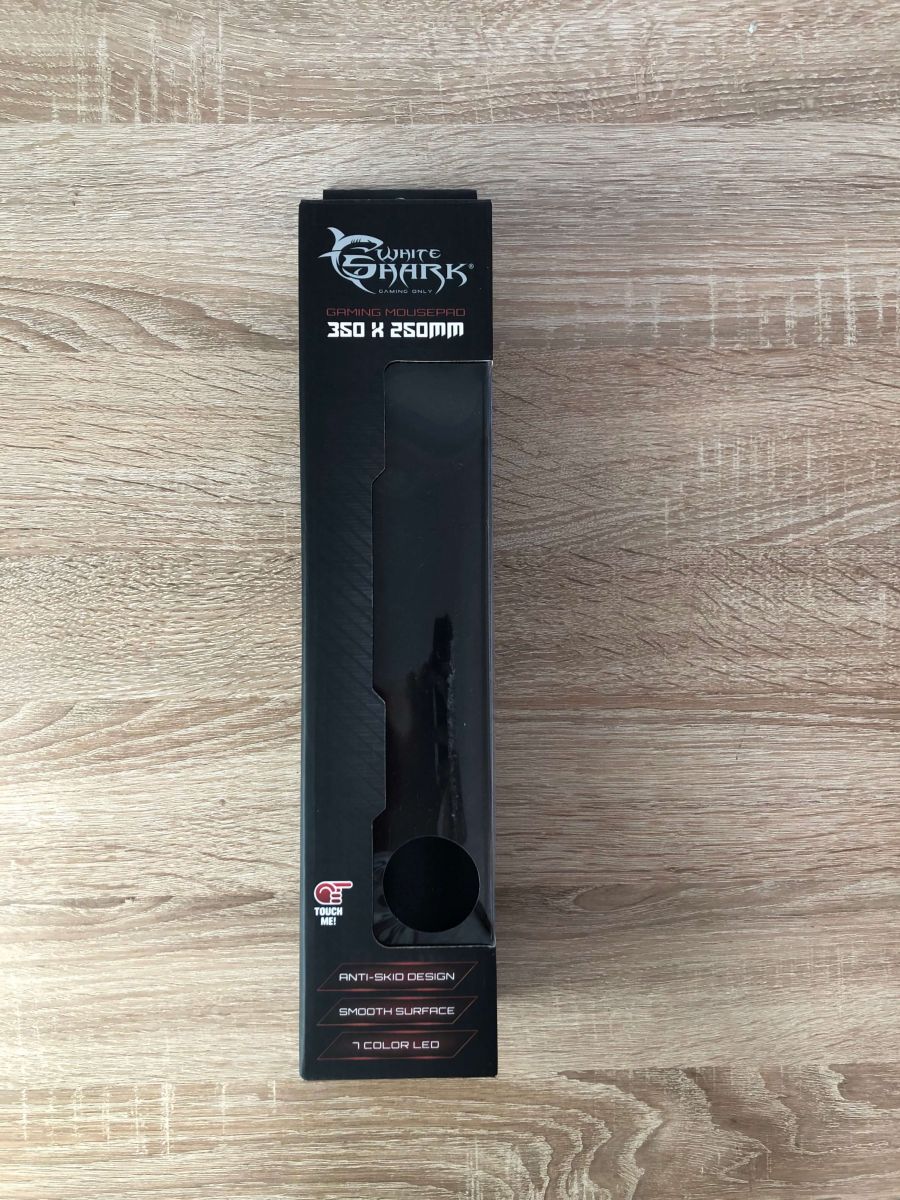 WHITE
SHARK®
GAMING ONLY
GAMING MOUSEPAD
350 X 250MM
TOUCH
ME!
ANTI-SKID DESIGN
SMOOTH SURFACE
7 COLOR LED